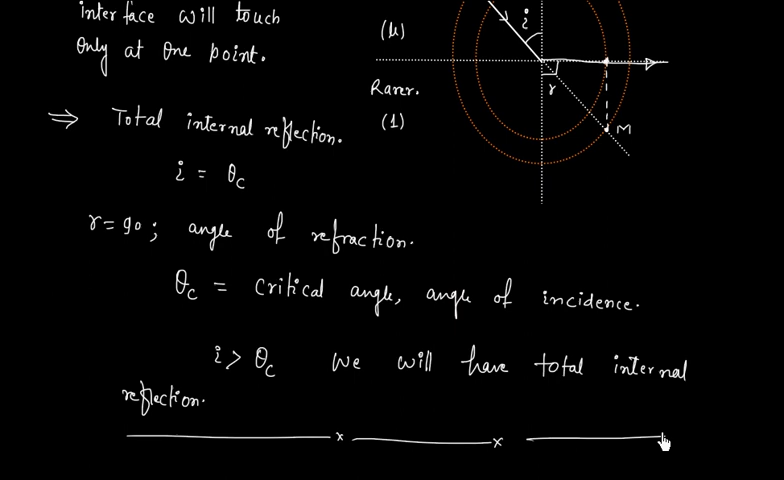 interface will touch
only at one point.
i
(μ)
Rarer.
(1)
r
M
⇒ Total internal reflection.
i = θc
r = 90 ; angle of refraction.
θc = critical angle, angle of incidence.
i > θc We will have total internal
reflection.
x x